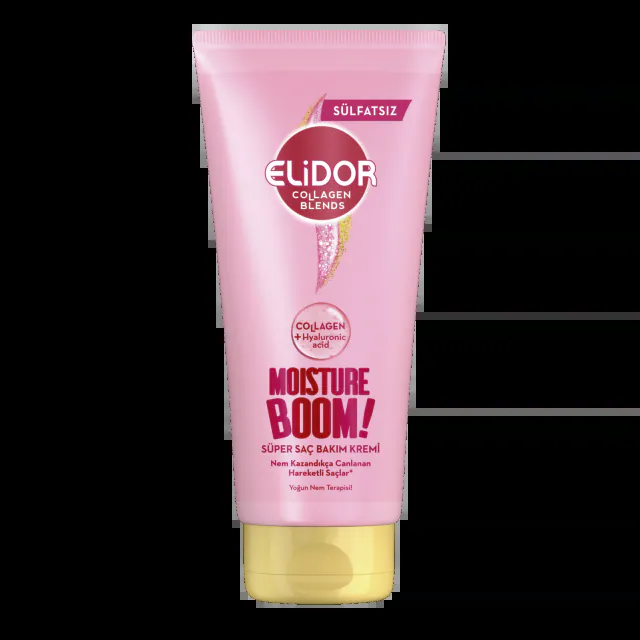 SÜLFATSIZ
ELiDOR
COLLAGEN
BLENDS
COLLAGEN
+Hyaluronic
acid
MOISTURE
BOOM!
SÜPER SAÇ BAKIM KREMİ
Nem Kazandıkça Canlanan
Hareketli Saçlar*
Yoğun Nem Terapisi!